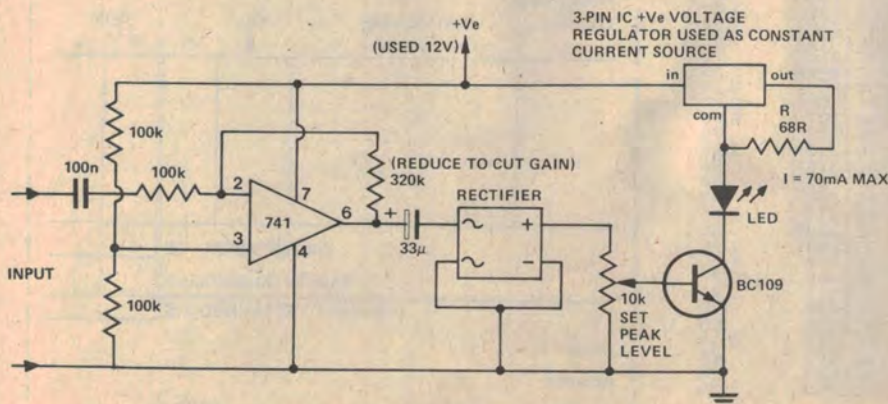 +Ve
(USED 12V)
3-PIN IC +Ve VOLTAGE
REGULATOR USED AS CONSTANT
CURRENT SOURCE
in
out
com
R
68R
100k
100n
100k
2
7
741
6
3
4
(REDUCE TO CUT GAIN)
320k
+
33μ
RECTIFIER
+
−
I = 70mA MAX
LED
INPUT
100k
10k
SET
PEAK
LEVEL
BC109